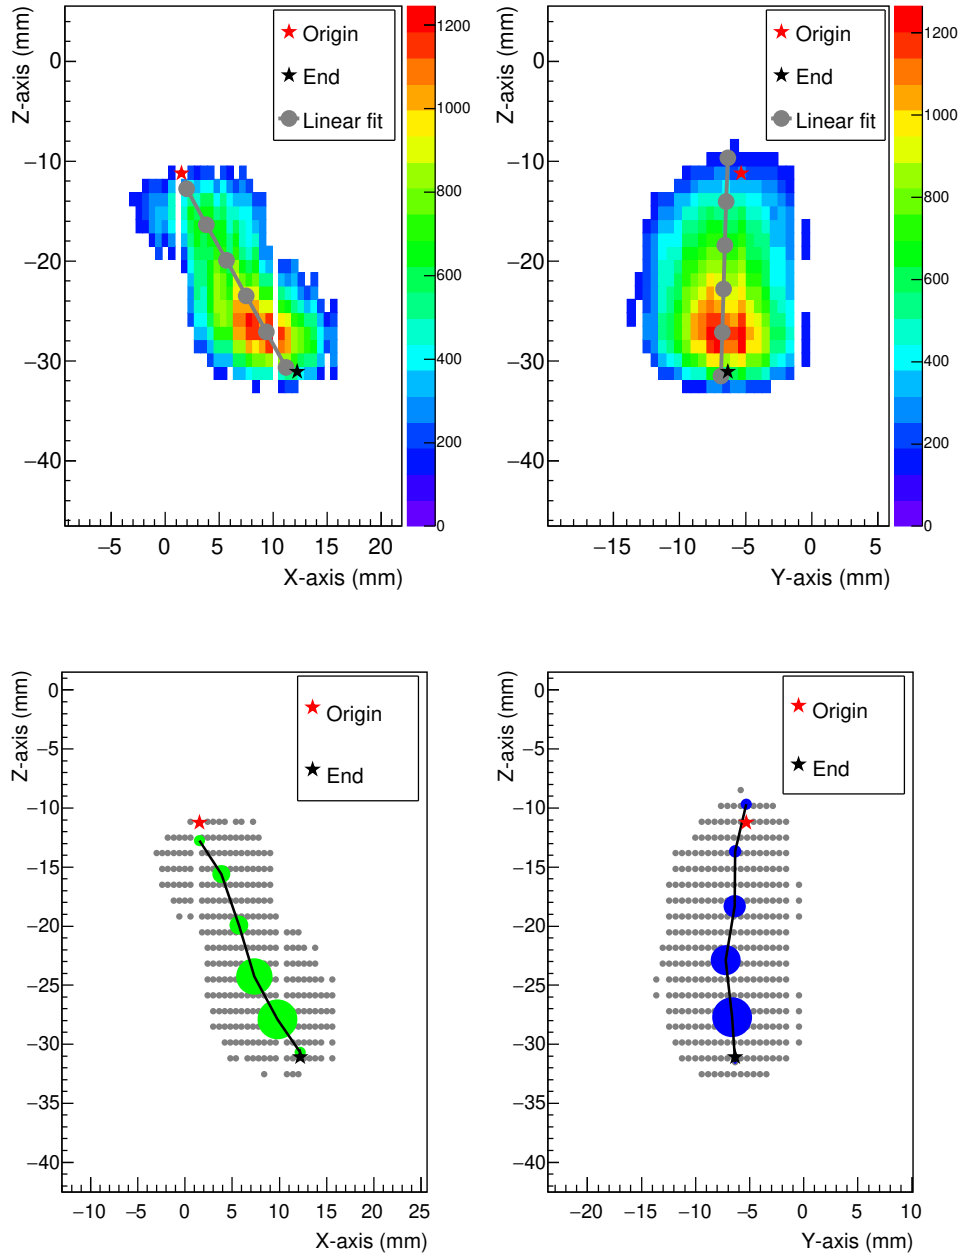 Z-axis (mm)
0
−10
−20
−30
−40
Origin
End
Linear fit
1200
1000
800
600
400
200
0
−5 0 5 10 15 20
X-axis (mm)
Z-axis (mm)
0
−10
−20
−30
−40
Origin
End
Linear fit
1200
1000
800
600
400
200
0
−15 −10 −5 0 5
Y-axis (mm)
Z-axis (mm)
0
−5
−10
−15
−20
−25
−30
−35
−40
Origin
End
−10 −5 0 5 10 15 20 25
X-axis (mm)
Z-axis (mm)
0
−5
−10
−15
−20
−25
−30
−35
−40
Origin
End
−20 −15 −10 −5 0 5 10
Y-axis (mm)